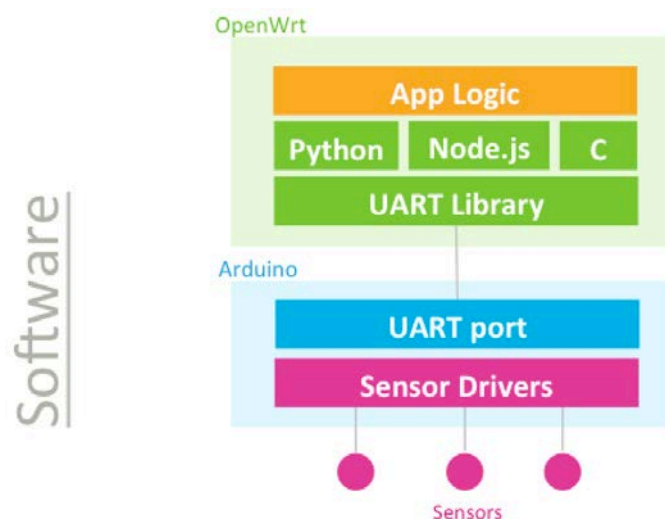 OpenWrt
App Logic
Python Node.js C
UART Library
Software
Arduino
UART port
Sensor Drivers
Sensors